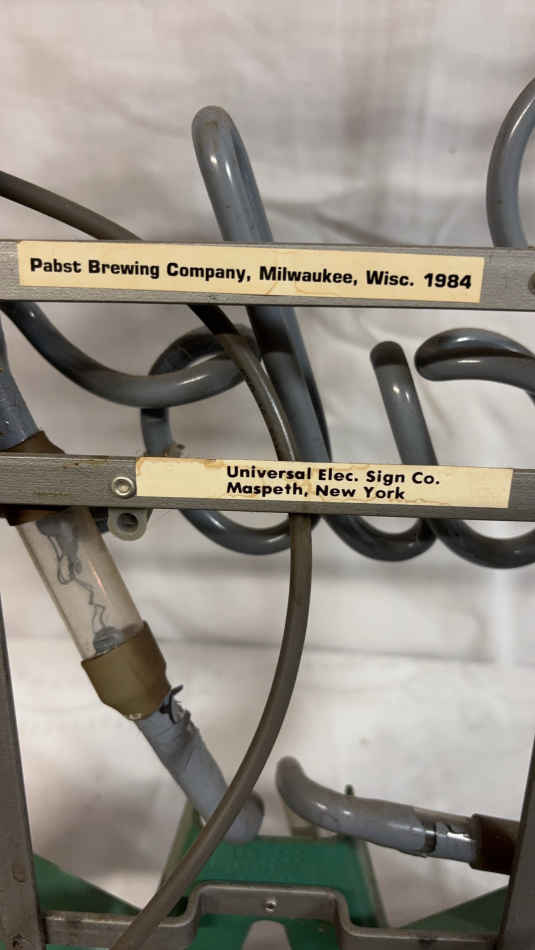 Pabst Brewing Company, Milwaukee, Wisc. 1984
Universal Elec. Sign Co.
Maspeth, New York